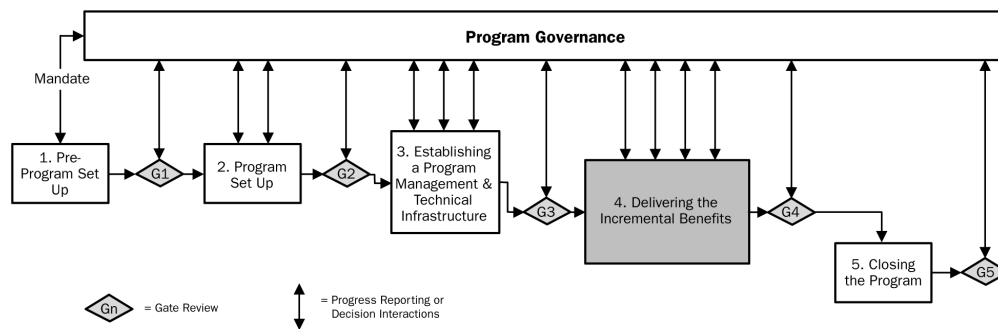 Program Governance
Mandate
1. Pre-
Program Set
Up
G1
2. Program
Set Up
G2
3. Establishing
a Program
Management &
Technical
Infrastructure
G3
4. Delivering the
Incremental Benefits
G4
5. Closing
the Program
G5
Gn
= Gate Review
= Progress Reporting or
Decision Interactions